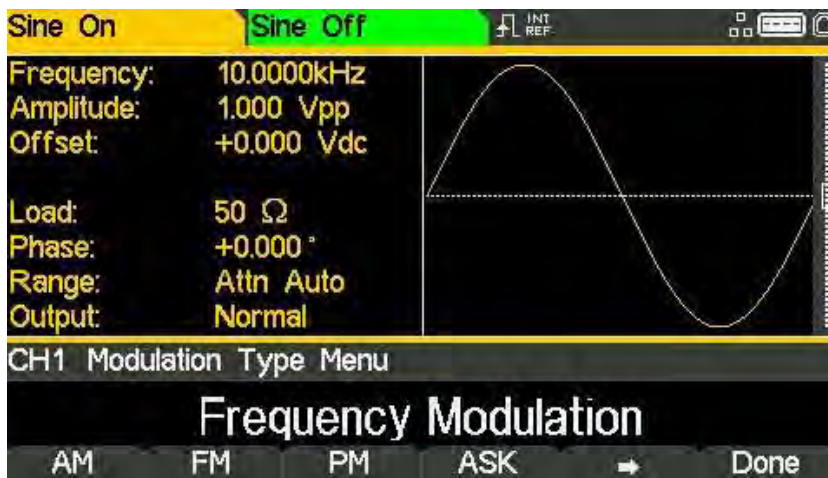 Sine On Sine Off INT REF
Frequency: 10.0000kHz
Amplitude: 1.000 Vpp
Offset: +0.000 Vdc
Load: 50 Ω
Phase: +0.000 °
Range: Attn Auto
Output: Normal
CH1 Modulation Type Menu
Frequency Modulation
AM FM PM ASK ➡ Done